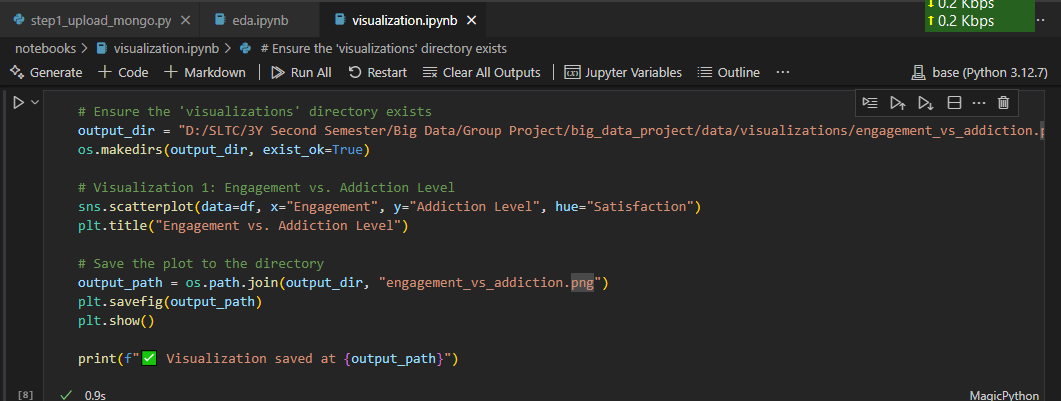 step1_upload_mongo.py
eda.ipynb
visualization.ipynb
0.2 Kbps
0.2 Kbps
notebooks > visualization.ipynb > # Ensure the 'visualizations' directory exists
Generate + Code + Markdown | Run All Restart Clear All Outputs | Jupyter Variables Outline ... base (Python 3.12.7)
# Ensure the 'visualizations' directory exists
output_dir = "D:/SLTC/3Y Second Semester/Big Data/Group Project/big_data_project/data/visualizations/engagement_vs_addiction.p
os.makedirs(output_dir, exist_ok=True)
# Visualization 1: Engagement vs. Addiction Level
sns.scatterplot(data=df, x="Engagement", y="Addiction Level", hue="Satisfaction")
plt.title("Engagement vs. Addiction Level")
# Save the plot to the directory
output_path = os.path.join(output_dir, "engagement_vs_addiction.png")
plt.savefig(output_path)
plt.show()
print(f"✅ Visualization saved at {output_path}")
[8] ✓ 0.9s MagicPython